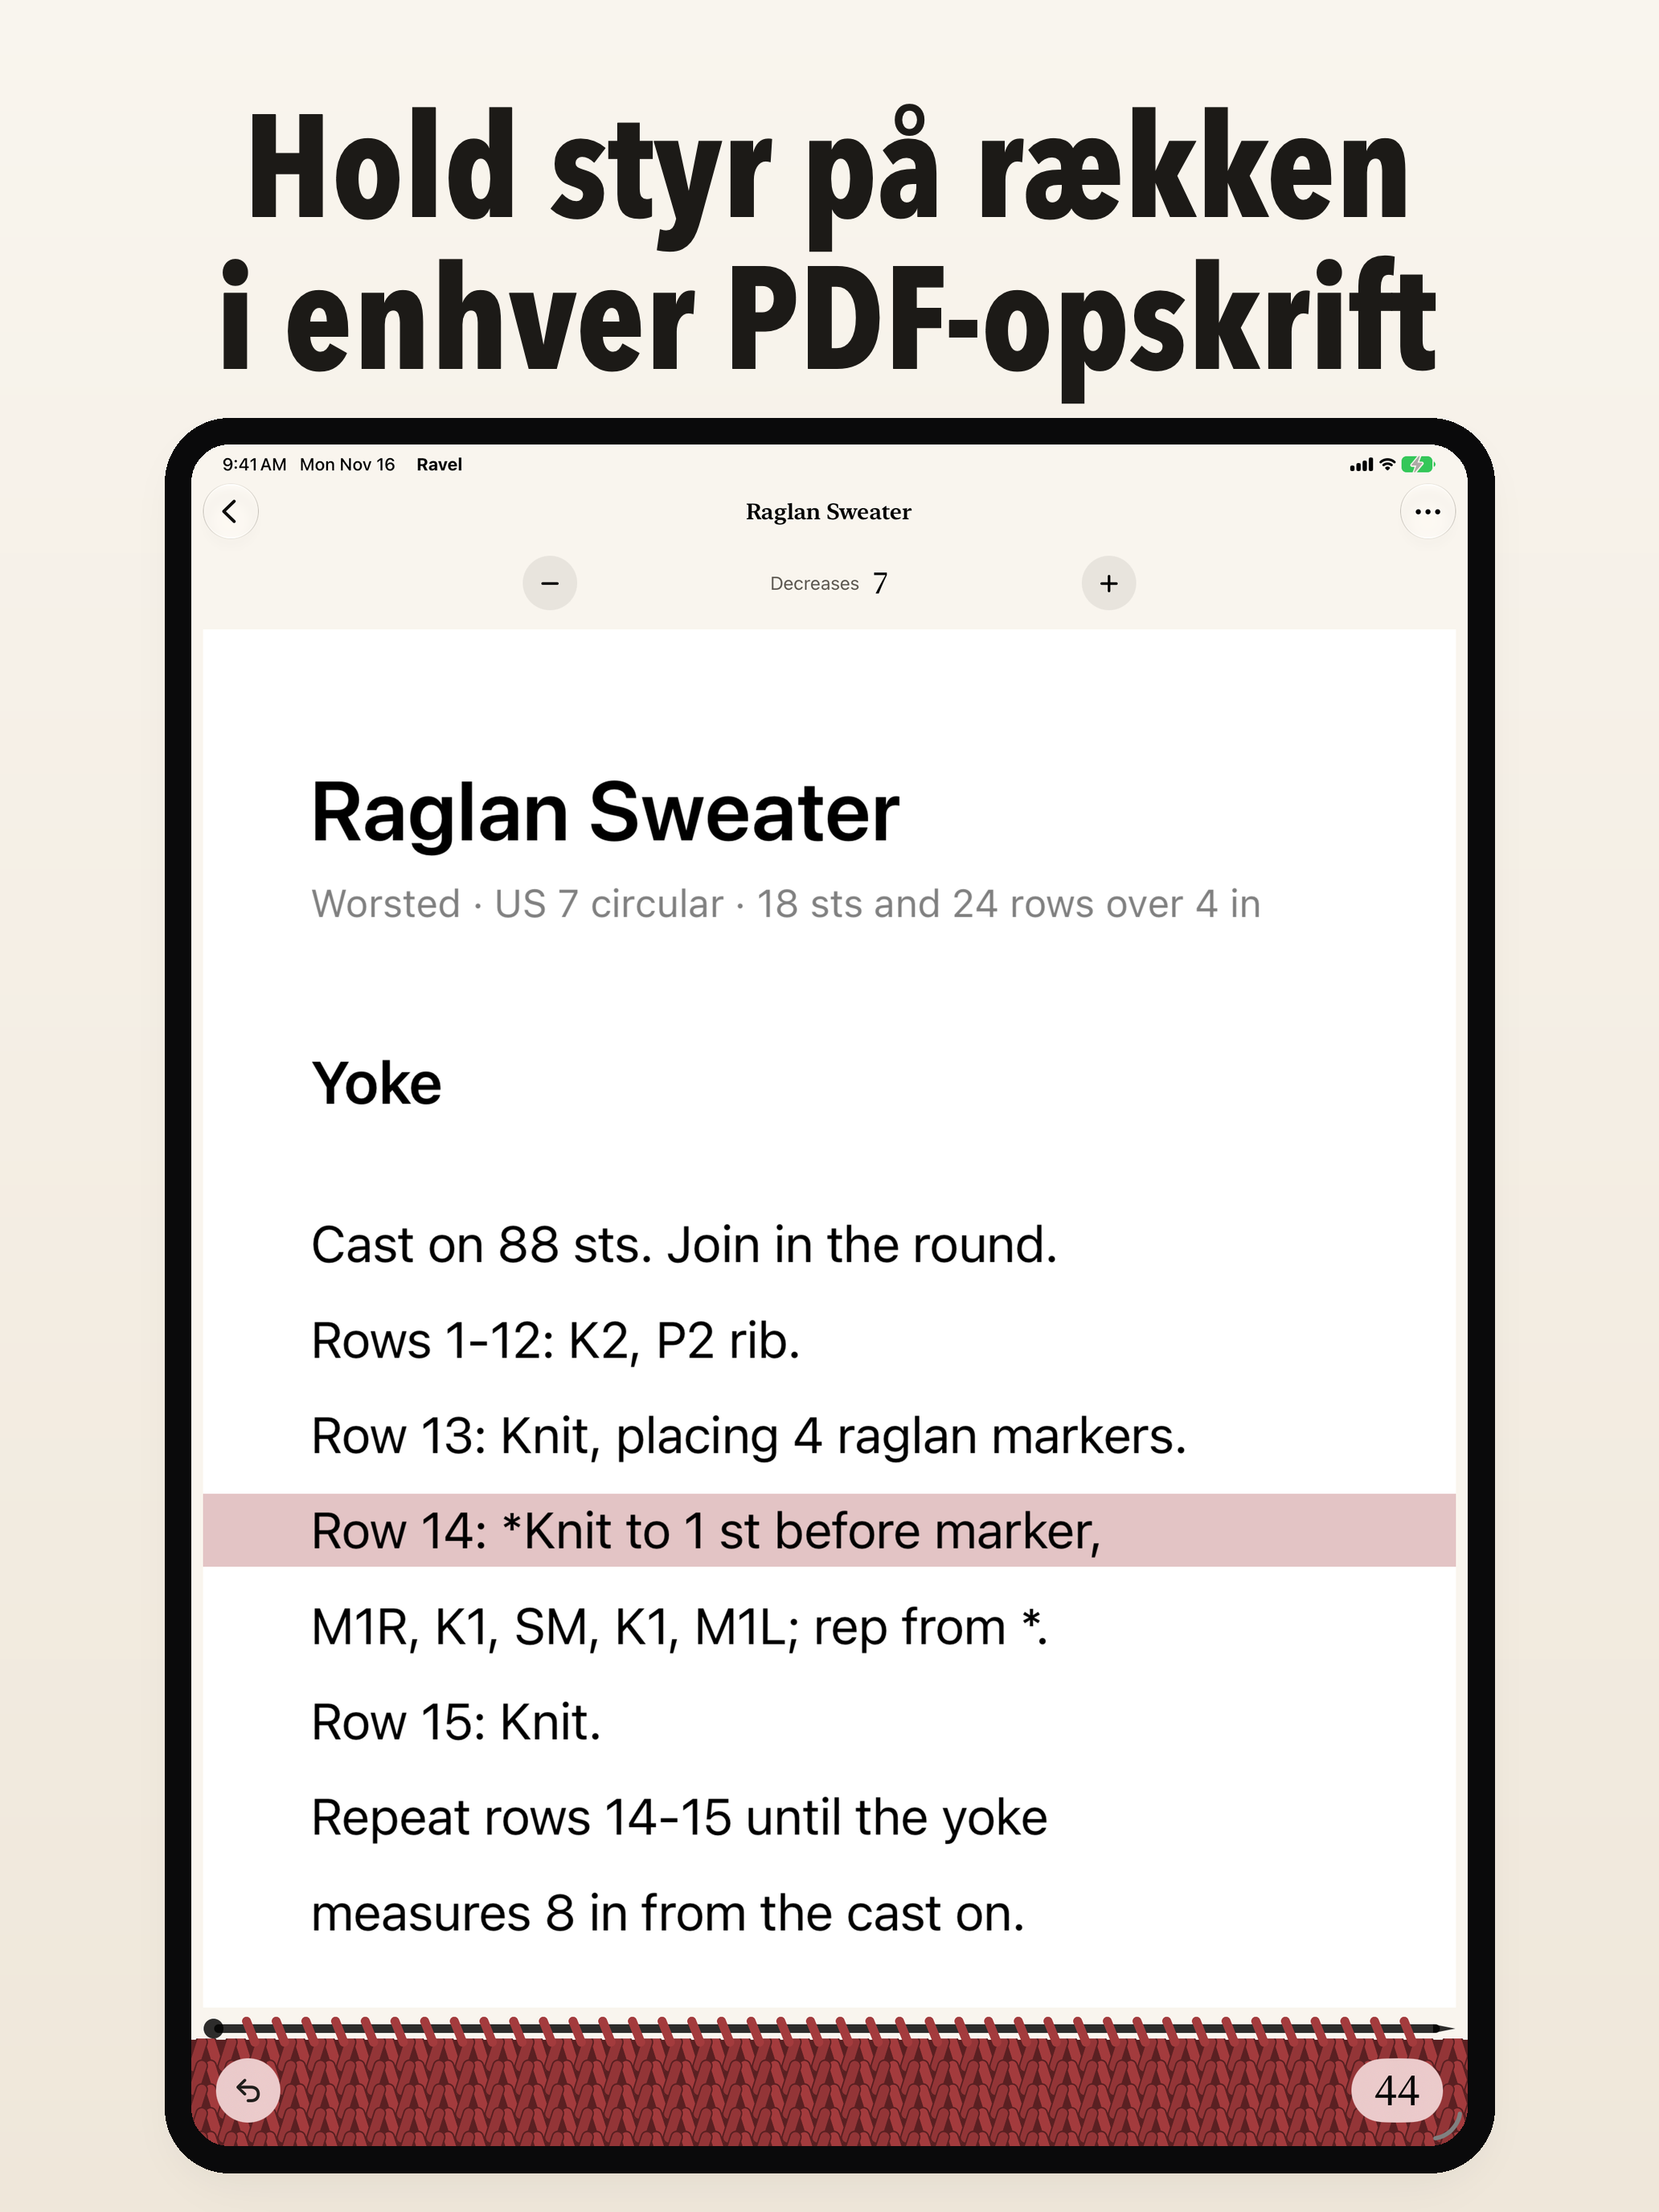 Hold styr på rækken
i enhver PDF-opskrift
9:41 AM Mon Nov 16 Ravel
Raglan Sweater
Decreases 7
Raglan Sweater
Worsted · US 7 circular · 18 sts and 24 rows over 4 in
Yoke
Cast on 88 sts. Join in the round.
Rows 1-12: K2, P2 rib.
Row 13: Knit, placing 4 raglan markers.
Row 14: *Knit to 1 st before marker,
M1R, K1, SM, K1, M1L; rep from *.
Row 15: Knit.
Repeat rows 14-15 until the yoke
measures 8 in from the cast on.
44